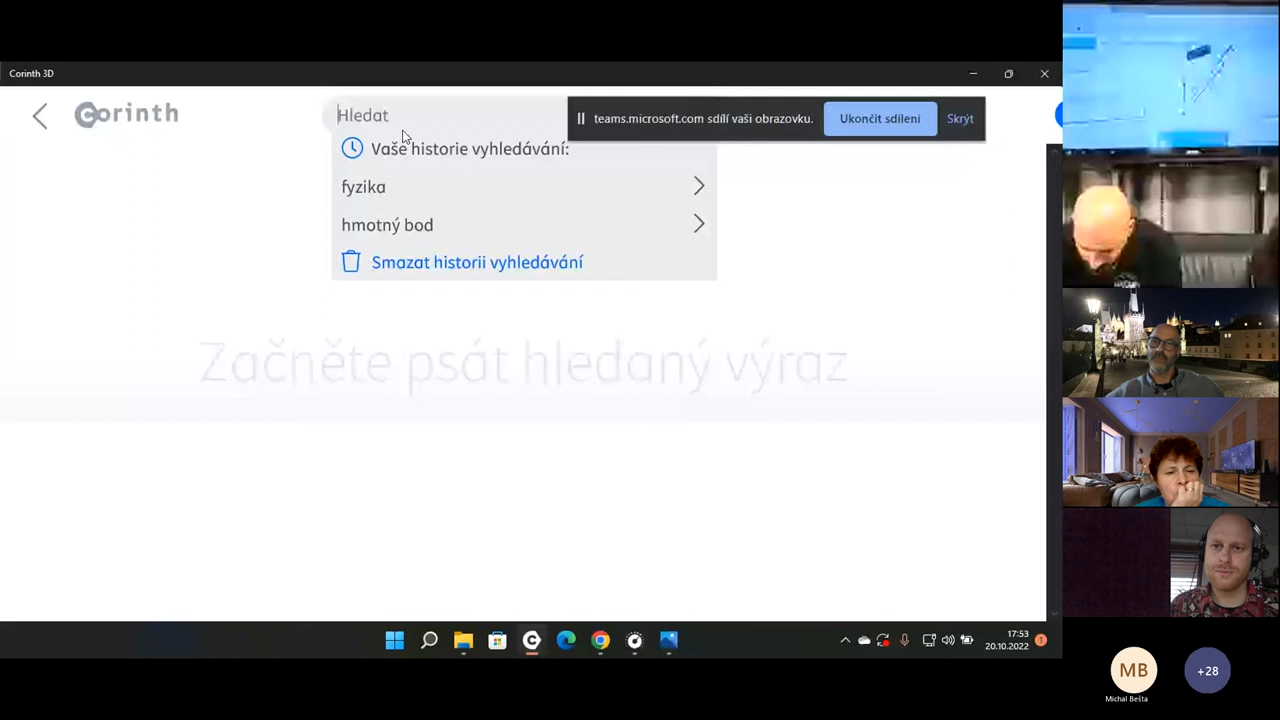 Corinth 3D
Corinth
Hledat
teams.microsoft.com sdílí vaši obrazovku.
Ukončit sdílení
Skrýt
Vaše historie vyhledávání:
fyzika
hmotný bod
Smazat historii vyhledávání
Začněte psát hledaný výraz
17:53
20.10.2022
1
MB
Michal Bešta
+28